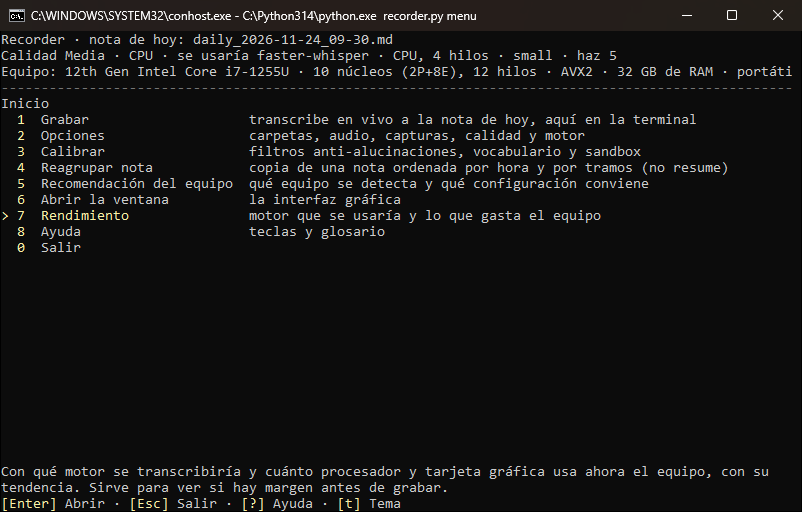 C:\WINDOWS\SYSTEM32\conhost.exe - C:\Python314\python.exe  recorder.py menu
Recorder · nota de hoy: daily_2026-11-24_09-30.md
Calidad Media · CPU · se usaría faster-whisper · CPU, 4 hilos · small · haz 5
Equipo: 12th Gen Intel Core i7-1255U · 10 núcleos (2P+8E), 12 hilos · AVX2 · 32 GB de RAM · portáti
---------------------------------------------------------------------------------------------------
Inicio
1  Grabar                    transcribe en vivo a la nota de hoy, aquí en la terminal
2  Opciones                  carpetas, audio, capturas, calidad y motor
3  Calibrar                  filtros anti-alucinaciones, vocabulario y sandbox
4  Reagrupar nota            copia de una nota ordenada por hora y por tramos (no resume)
5  Recomendación del equipo  qué equipo se detecta y qué configuración conviene
6  Abrir la ventana          la interfaz gráfica
> 7  Rendimiento               motor que se usaría y lo que gasta el equipo
8  Ayuda                     teclas y glosario
0  Salir
Con qué motor se transcribiría y cuánto procesador y tarjeta gráfica usa ahora el equipo, con su
tendencia. Sirve para ver si hay margen antes de grabar.
[Enter] Abrir · [Esc] Salir · [?] Ayuda · [t] Tema